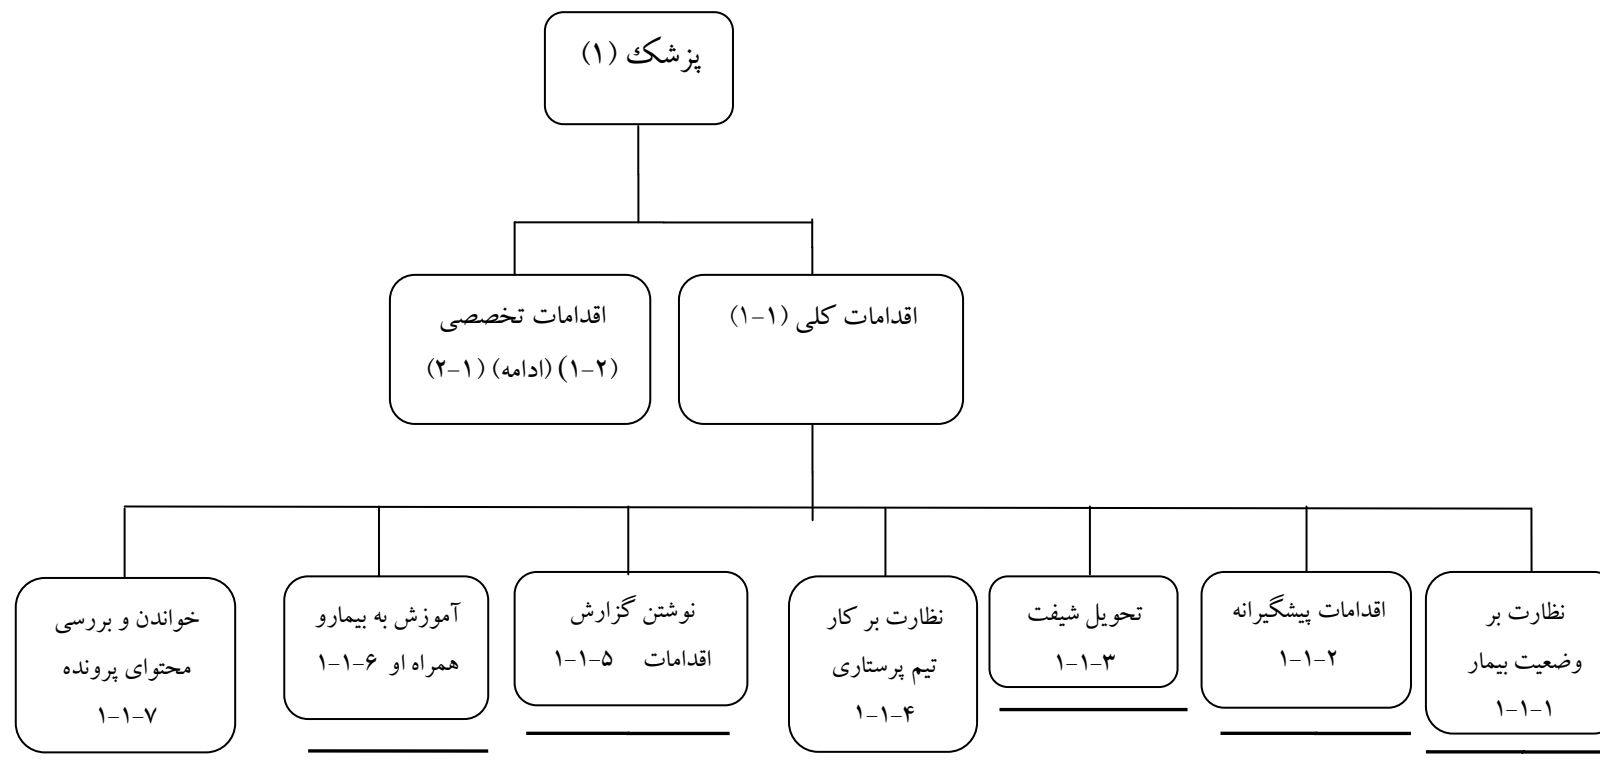 پزشک (۱)
اقدامات کلی (۱-۱)
اقدامات تخصصی
(۱-۲) (ادامه) (۲-۱)
نظارت بر
وضعیت بیمار
۱-۱-۱
اقدامات پیشگیرانه
۱-۱-۲
تحویل شیفت
۱-۱-۳
نظارت بر کار
تیم پرستاری
۱-۱-۴
نوشتن گزارش
اقدامات ۱-۱-۵
آموزش به بیمارو
همراه او ۱-۱-۶
خواندن و بررسی
محتوای پرونده
۱-۱-۷